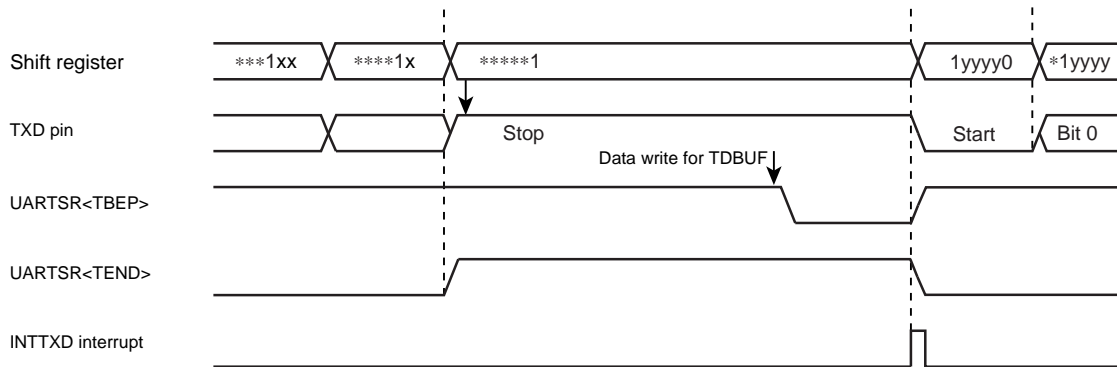 Shift register ***1xx ****1x *****1 1yyyy0 *1yyyy
TXD pin Stop Start Bit 0
Data write for TDBUF
UARTSR<TBEP>
UARTSR<TEND>
INTTXD interrupt